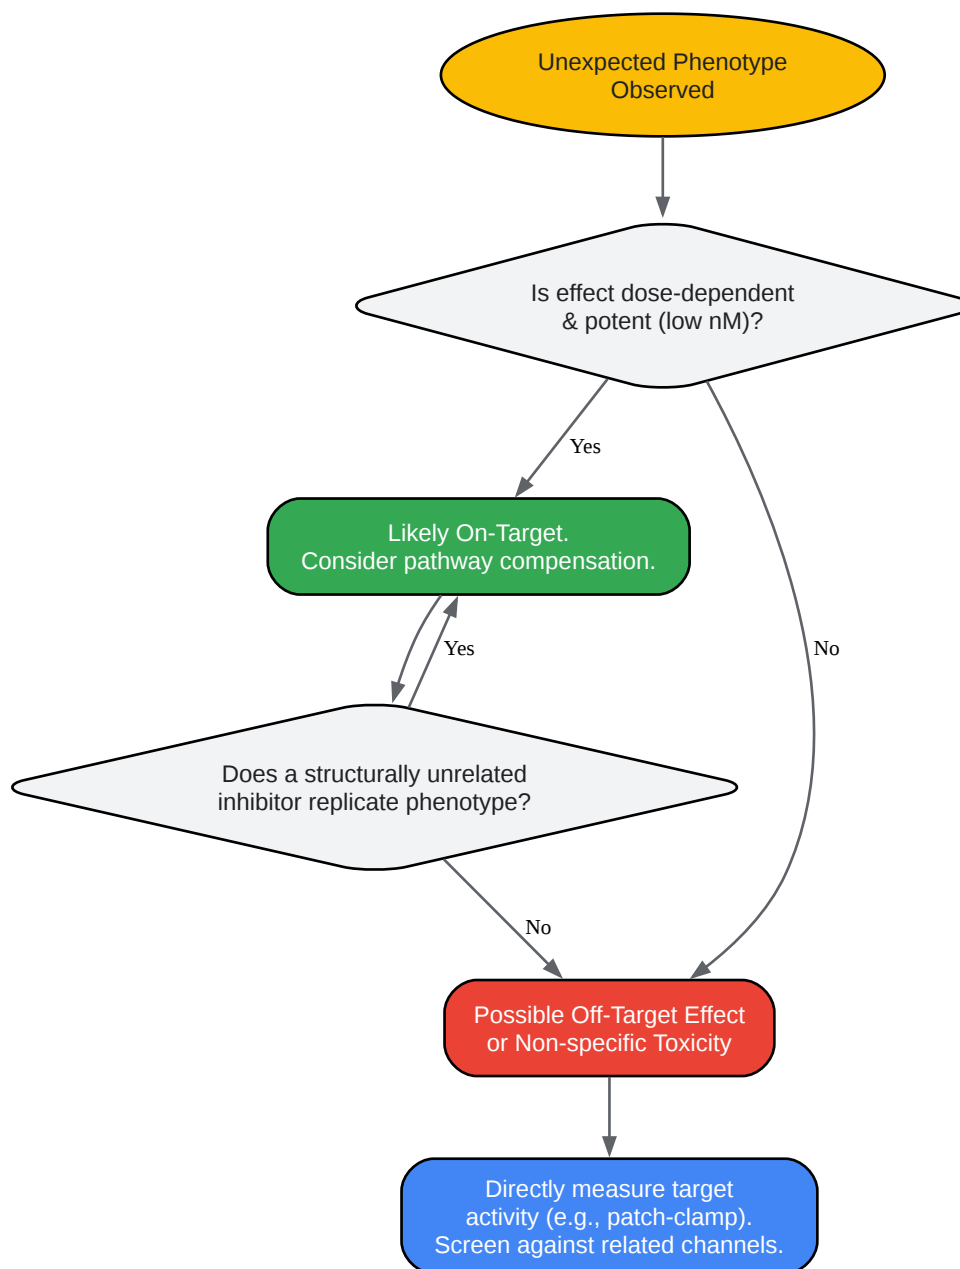 Unexpected Phenotype
Observed
Is effect dose-dependent
& potent (low nM)?
Yes
Likely On-Target.
Consider pathway compensation.
Yes
No
Does a structurally unrelated
inhibitor replicate phenotype?
No
Possible Off-Target Effect
or Non-specific Toxicity
Directly measure target
activity (e.g., patch-clamp).
Screen against related channels.